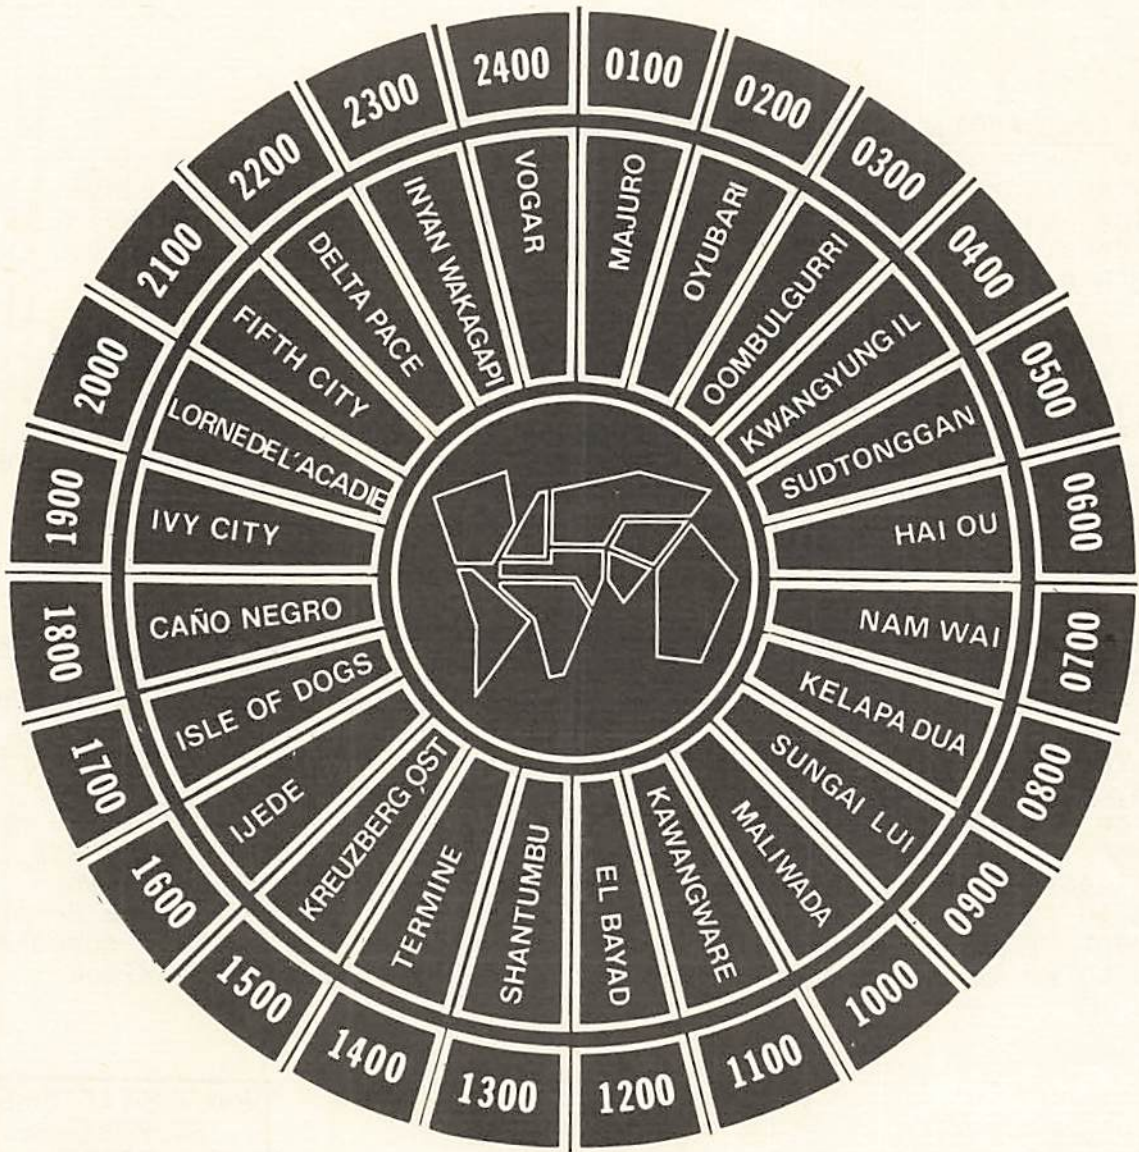 0100
0200
0300
0400
0500
0600
0700
0800
0900
1000
1100
1200
1300
1400
1500
1600
1700
1800
1900
2000
2100
2200
2300
2400
MAJURO
OYUBARI
OOMBULGURRI
KWANGYUNG IL
SUDTONGGAN
HAI OU
NAM WAI
KELAPA DUA
SUNGAI LUI
MALIWADA
KAWANGWARE
EL BAYAD
SHANTUMBU
TERMINE
KREUZBERG OST
IJEDE
ISLE OF DOGS
CAÑO NEGRO
IVY CITY
LORNE DE L'ACADIE
FIFTH CITY
DELTA PACE
INYAN WAKAGAPI
VOGAR